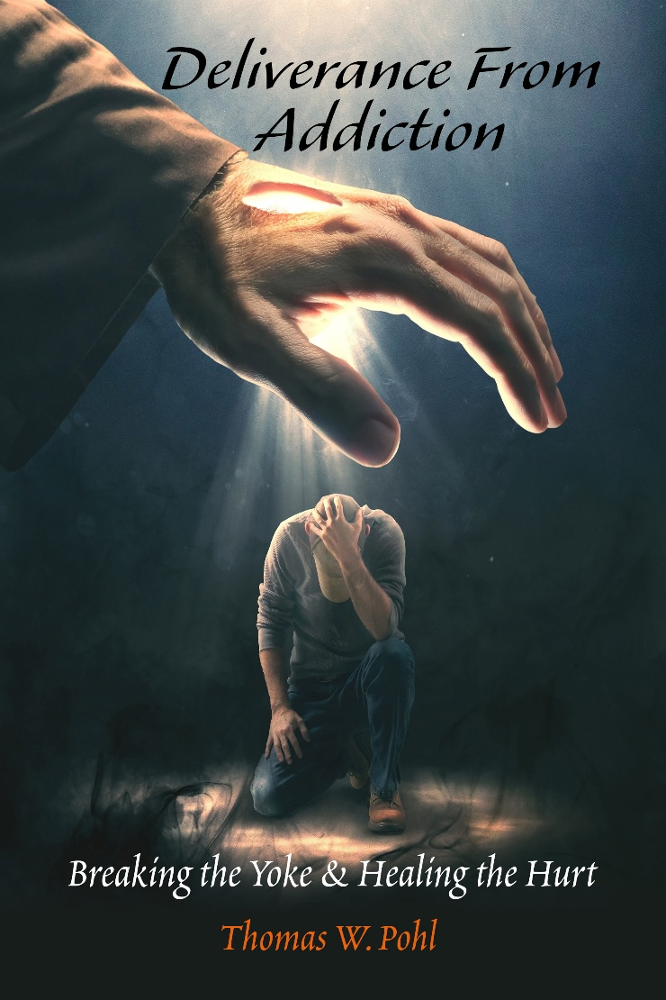 Deliverance From
Addiction
Breaking the Yoke & Healing the Hurt
Thomas W. Pohl